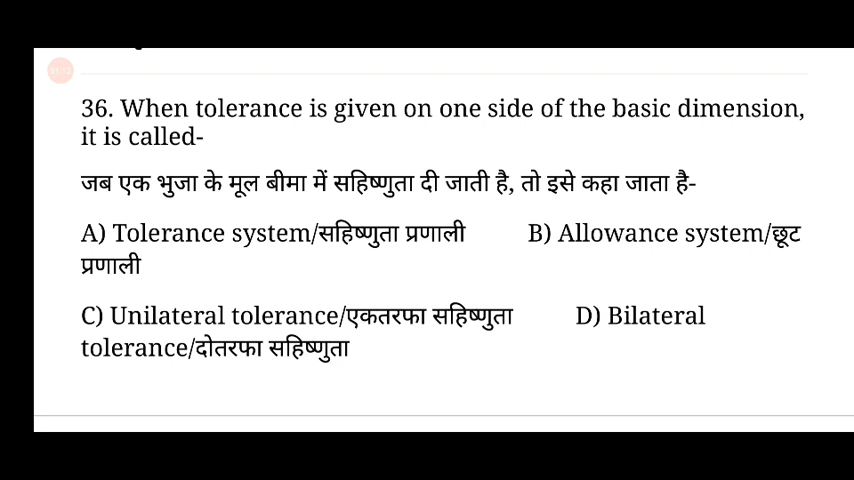 36. When tolerance is given on one side of the basic dimension,
it is called-
जब एक भुजा के मूल बीमा में सहिष्णुता दी जाती है, तो इसे कहा जाता है-
A) Tolerance system/सहिष्णुता प्रणाली B) Allowance system/छूट
प्रणाली
C) Unilateral tolerance/एकतरफा सहिष्णुता D) Bilateral
tolerance/दोतरफा सहिष्णुता